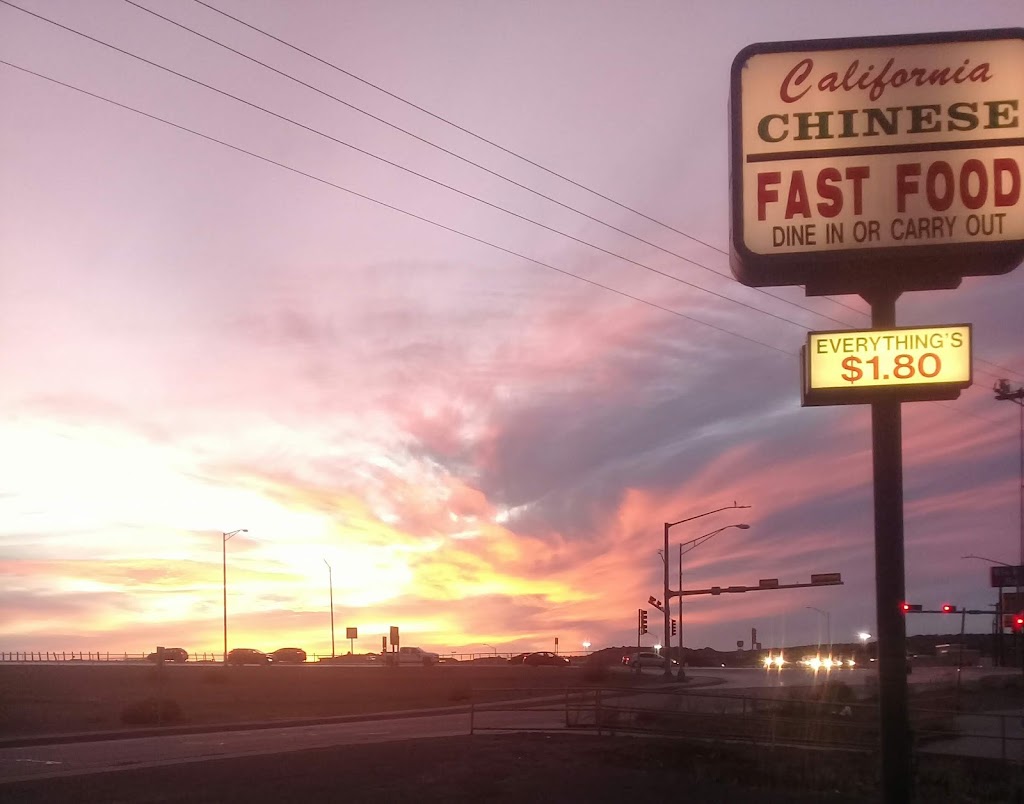 California
CHINESE
FAST FOOD
DINE IN OR CARRY OUT
EVERYTHING'S
$1.80